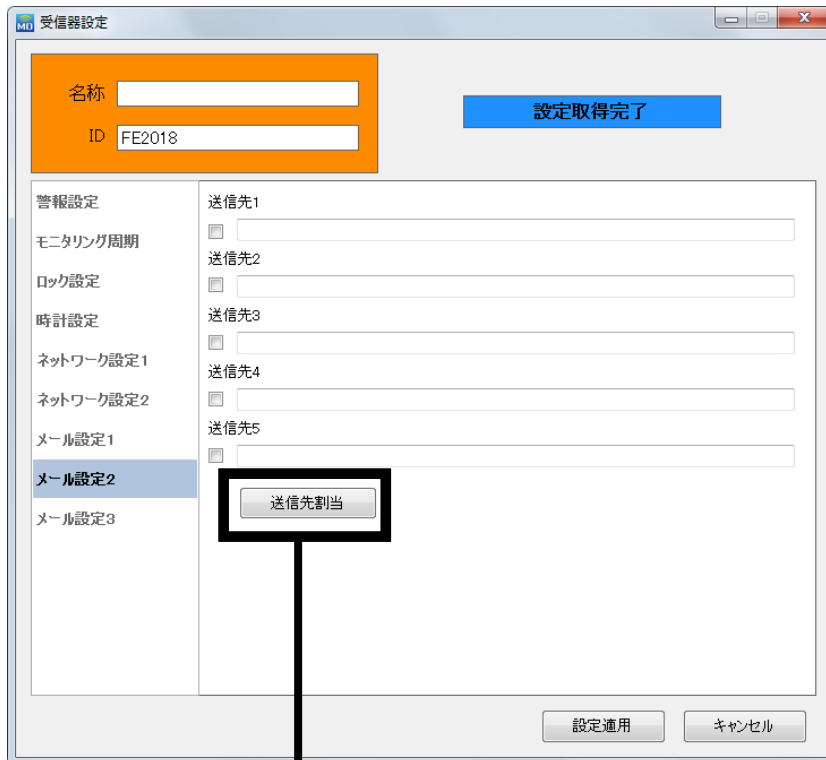 MD 受信器設定
名称
設定取得完了
ID FE2018
警報設定
モニタリング周期
ロック設定
時計設定
ネットワーク設定1
ネットワーク設定2
メール設定1
メール設定2
メール設定3
送信先1
送信先2
送信先3
送信先4
送信先5
送信先割当
設定適用 キャンセル